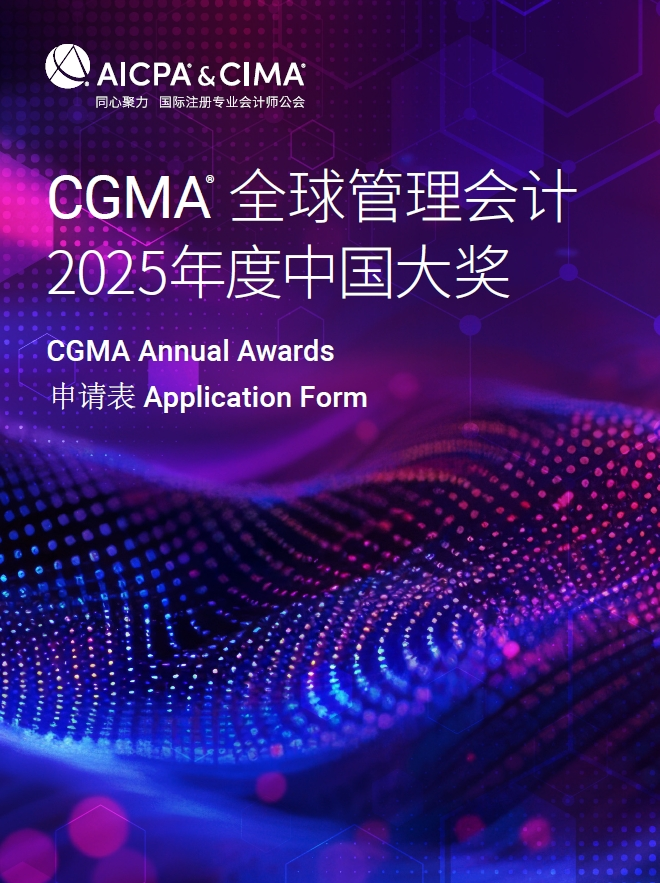 AICPA® & CIMA®
同心聚力 国际注册专业会计师公会
CGMA® 全球管理会计
2025年度中国大奖
CGMA Annual Awards
申请表 Application Form